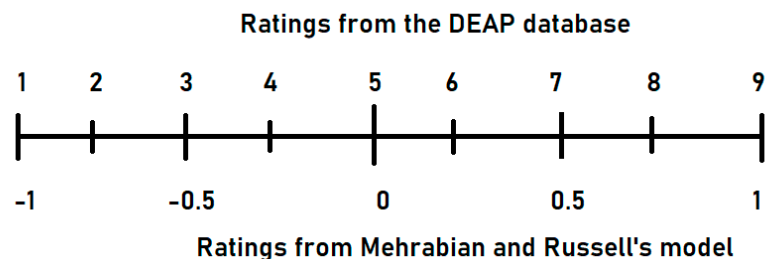 Ratings from the DEAP database
1 2 3 4 5 6 7 8 9
-1 -0.5 0 0.5 1
Ratings from Mehrabian and Russell's model